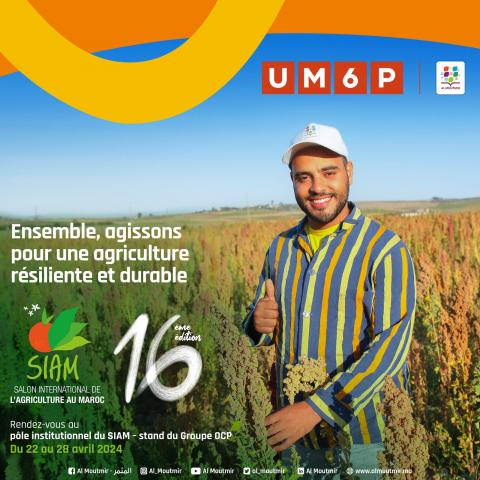 UM6P
AL MOUTMIR
Ensemble, agissons
pour une agriculture
résiliente et durable
SIAM
SALON INTERNATIONAL DE
L'AGRICULTURE AU MAROC
16
ème
édition
Rendez-vous au
pôle institutionnel du SIAM - stand du Groupe OCP
Du 22 au 28 avril 2024
Al Moutmir - المثمر Al_Moutmir Al Moutmir al_moutmir Al Moutmir www.almoutmir.ma